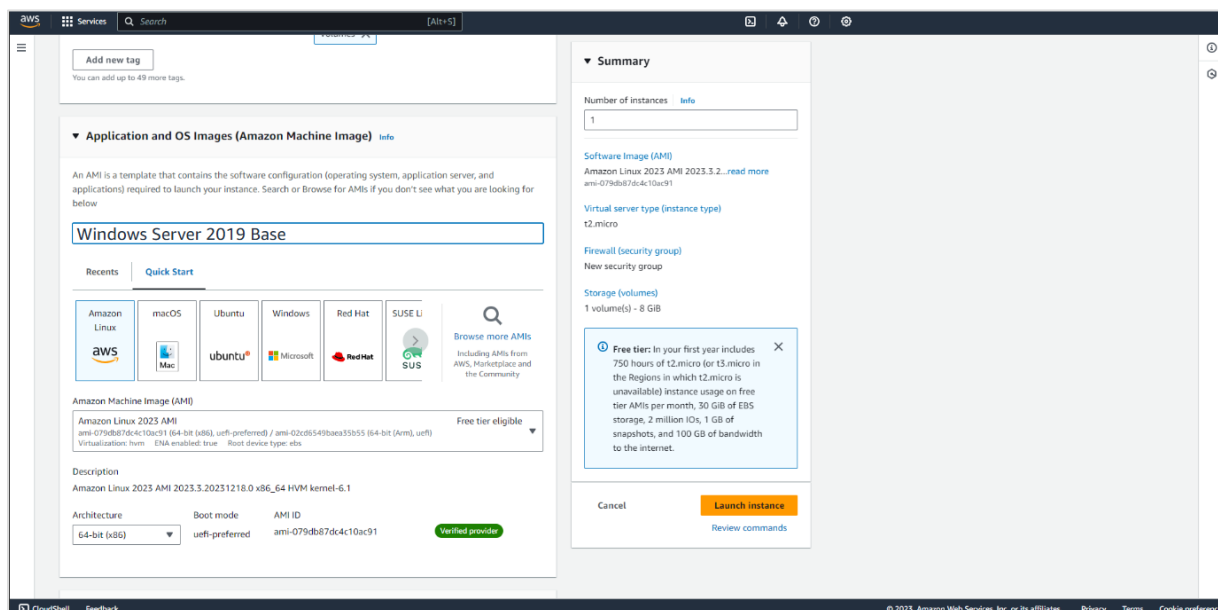 aws
Services
Search
[Alt+S]
Add new tag
You can add up to 49 more tags.
Application and OS Images (Amazon Machine Image) Info
An AMI is a template that contains the software configuration (operating system, application server, and
applications) required to launch your instance. Search or Browse for AMIs if you don't see what you are looking for
below
Windows Server 2019 Base
Recents
Quick Start
Amazon
Linux
aws
macOS
Mac
Ubuntu
ubuntu®
Windows
Microsoft
Red Hat
RedHat
SUSE Li
SUS
Browse more AMIs
Including AMIs from
AWS, Marketplace and
the Community
Amazon Machine Image (AMI)
Amazon Linux 2023 AMI
Free tier eligible
ami-079db87dc4c10ac91 (64-bit (x86), uefi-preferred) / ami-02cd6549baea35b55 (64-bit (Arm), uefi)
Virtualization: hvm ENA enabled: true Root device type: ebs
Description
Amazon Linux 2023 AMI 2023.3.20231218.0 x86_64 HVM kernel-6.1
Architecture
64-bit (x86)
Boot mode
uefi-preferred
AMI ID
ami-079db87dc4c10ac91
Verified provider
Summary
Number of instances Info
1
Software Image (AMI)
Amazon Linux 2023 AMI 2023.3.2...read more
ami-079db87dc4c10ac91
Virtual server type (instance type)
t2.micro
Firewall (security group)
New security group
Storage (volumes)
1 volume(s) - 8 GiB
Free tier: In your first year includes
750 hours of t2.micro (or t3.micro in
the Regions in which t2.micro is
unavailable) instance usage on free
tier AMIs per month, 30 GiB of EBS
storage, 2 million IOs, 1 GB of
snapshots, and 100 GB of bandwidth
to the internet.
Cancel
Launch instance
Review commands
CloudShell
Feedback
© 2023, Amazon Web Services, Inc. or its affiliates.
Privacy
Terms
Cookie preference